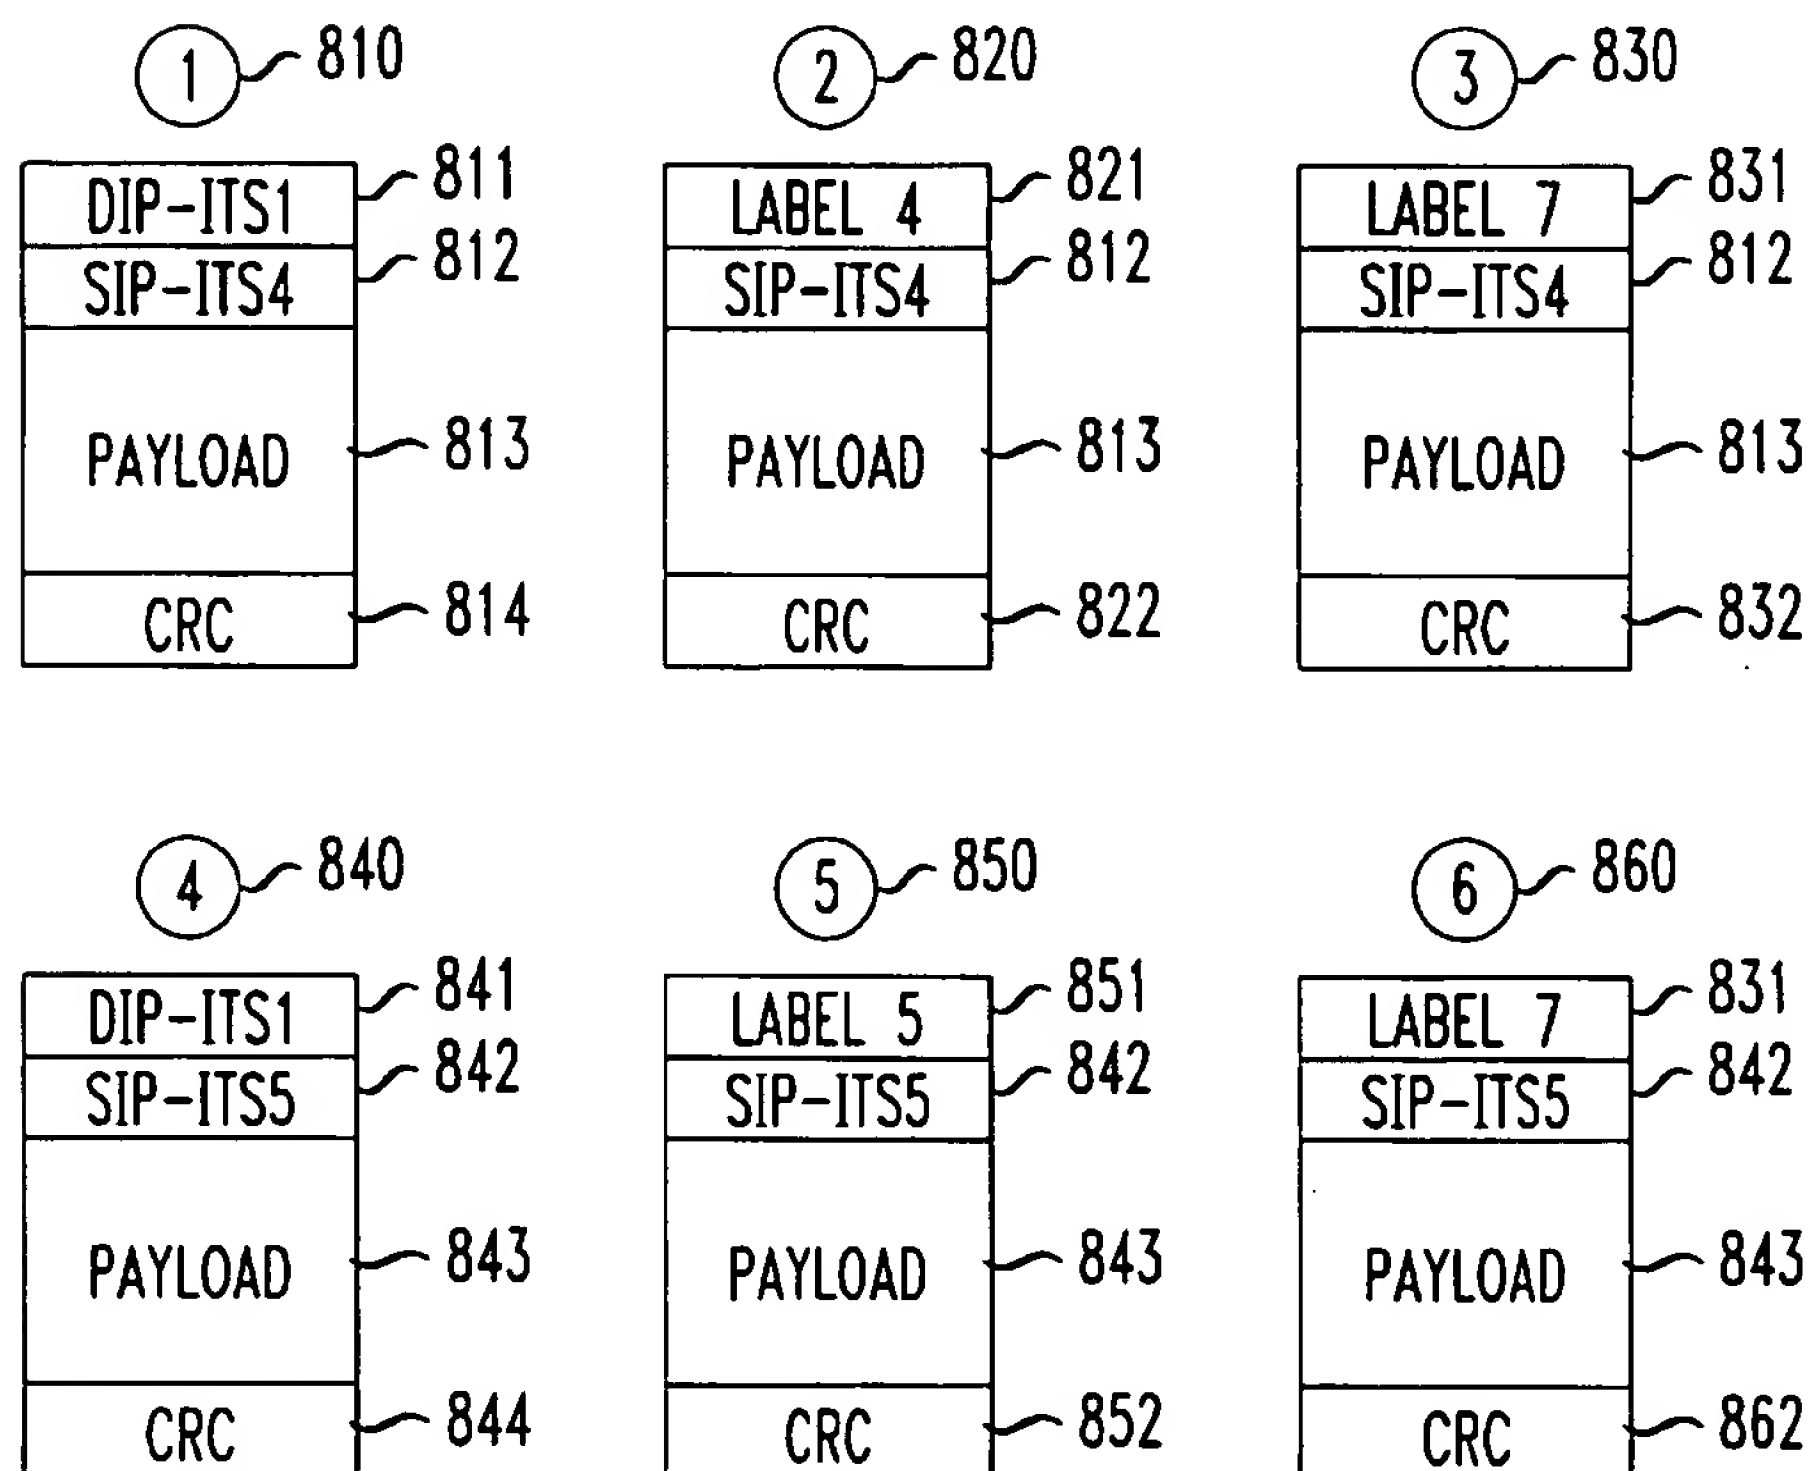 1 810
DIP-ITS1 811
SIP-ITS4 812
PAYLOAD 813
CRC 814
2 820
LABEL 4 821
SIP-ITS4 812
PAYLOAD 813
CRC 822
3 830
LABEL 7 831
SIP-ITS4 812
PAYLOAD 813
CRC 832
4 840
DIP-ITS1 841
SIP-ITS5 842
PAYLOAD 843
CRC 844
5 850
LABEL 5 851
SIP-ITS5 842
PAYLOAD 843
CRC 852
6 860
LABEL 7 831
SIP-ITS5 842
PAYLOAD 843
CRC 862